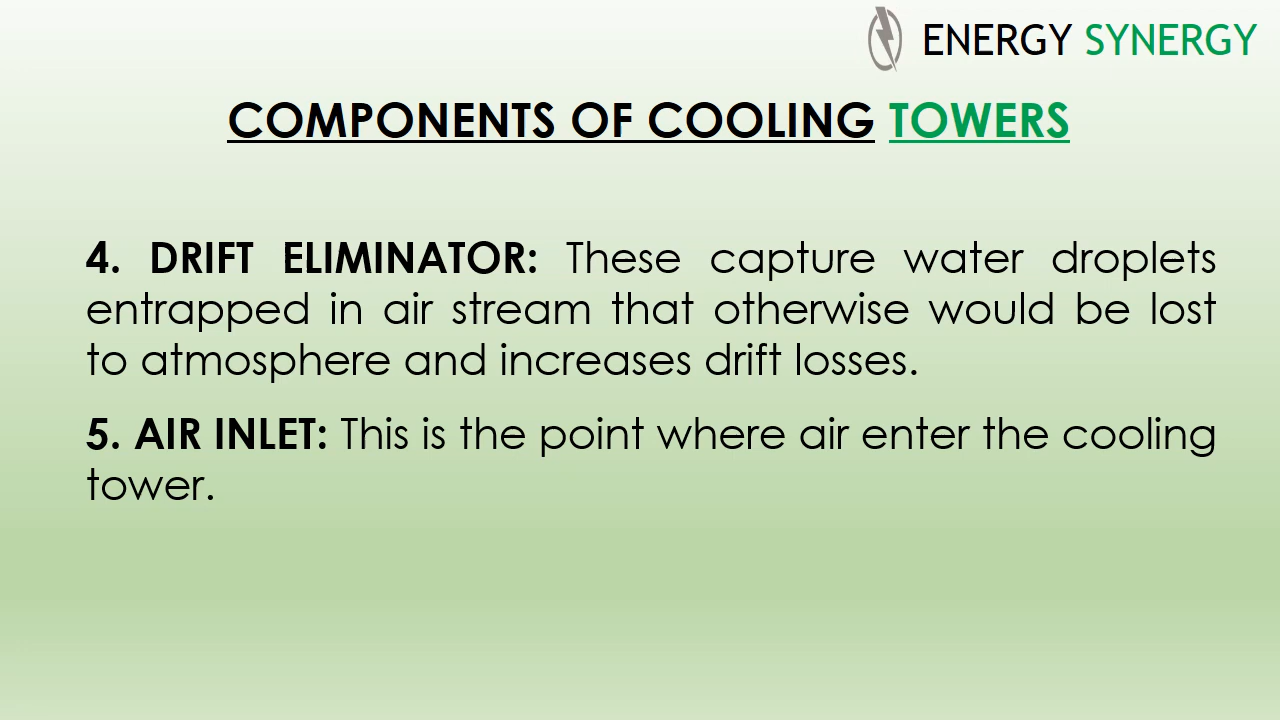 ENERGY SYNERGY
COMPONENTS OF COOLING TOWERS
4. DRIFT ELIMINATOR: These capture water droplets
entrapped in air stream that otherwise would be lost
to atmosphere and increases drift losses.
5. AIR INLET: This is the point where air enter the cooling
tower.